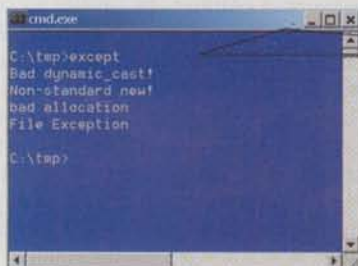 cmd.exe
C:\tmp>except
Bad dynamic_cast!
Non-standard new!
bad allocation
File Exception
C:\tmp>